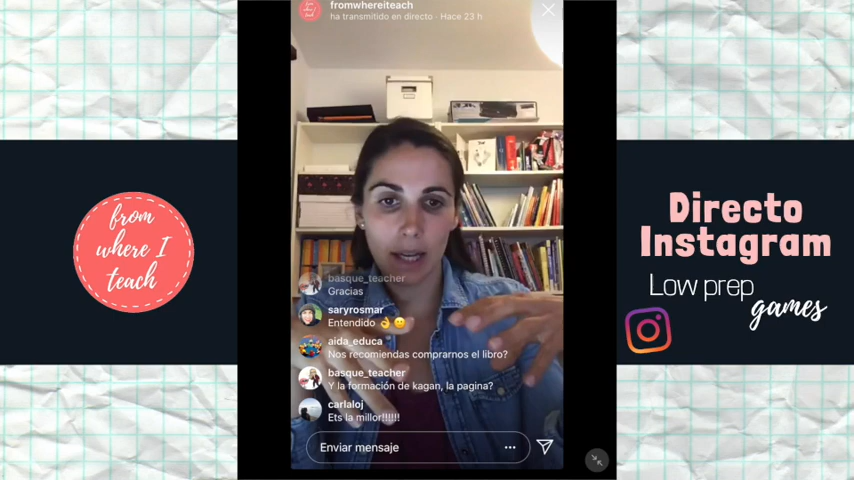 from
where I
teach
fromwhereiteach
ha transmitido en directo · Hace 23 h
basque_teacher
Gracias
saryrosmar
Entendido 👌🙂
aida_educa
Nos recomiendas comprarnos el libro?
basque_teacher
Y la formación de kagan, la pagina?
carlaloj
Ets la millor!!!!!!
Enviar mensaje
Directo
Instagram
Low prep
games